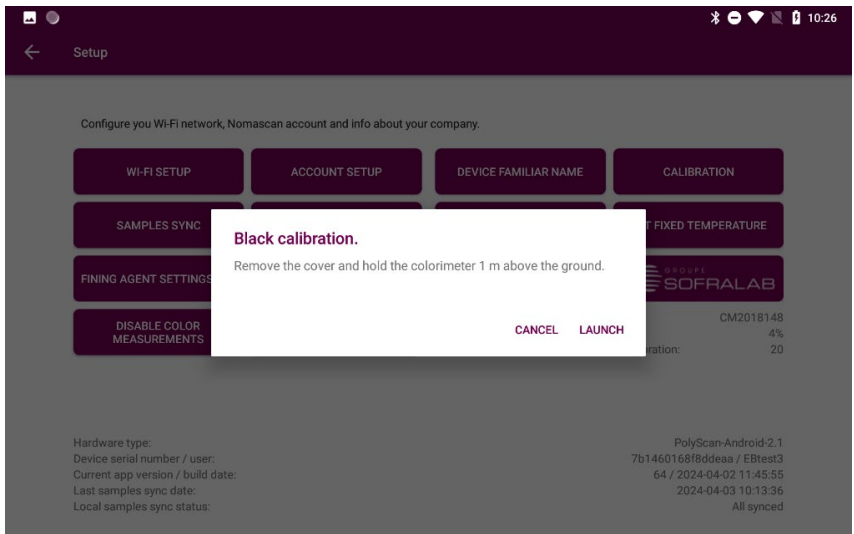 10:26
Setup
Configure you Wi-Fi network, Nomascan account and info about your company.
WI-FI SETUP
ACCOUNT SETUP
DEVICE FAMILIAR NAME
CALIBRATION
SAMPLES SYNC
FIXED TEMPERATURE
Black calibration.
Remove the cover and hold the colorimeter 1 m above the ground.
CANCEL
LAUNCH
FINING AGENT SETTINGS
GROUPE
SOFRALAB
DISABLE COLOR
MEASUREMENTS
CM2018148
4%
20
Hardware type:
PolyScan-Android-2.1
Device serial number / user:
7b1460168f8ddeaa / EBtest3
Current app version / build date:
64 / 2024-04-02 11:45:55
Last samples sync date:
2024-04-03 10:13:36
Local samples sync status:
All synced